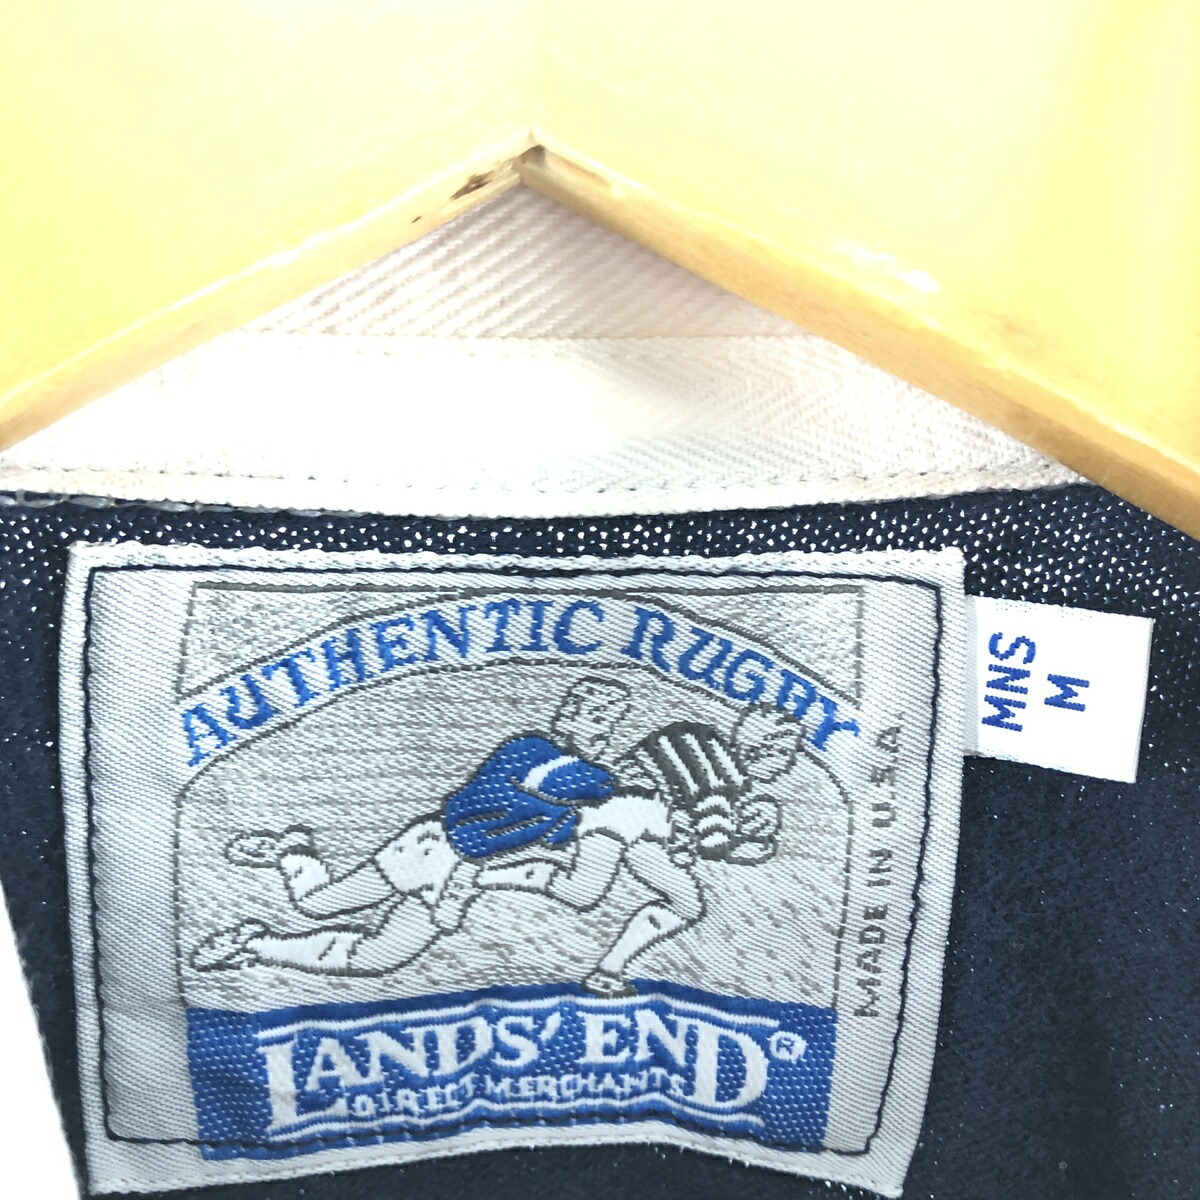 AUTHENTIC RUGBY
MADE IN U.S.A.
LANDS' END®
DIRECT MERCHANTS
MNS
M